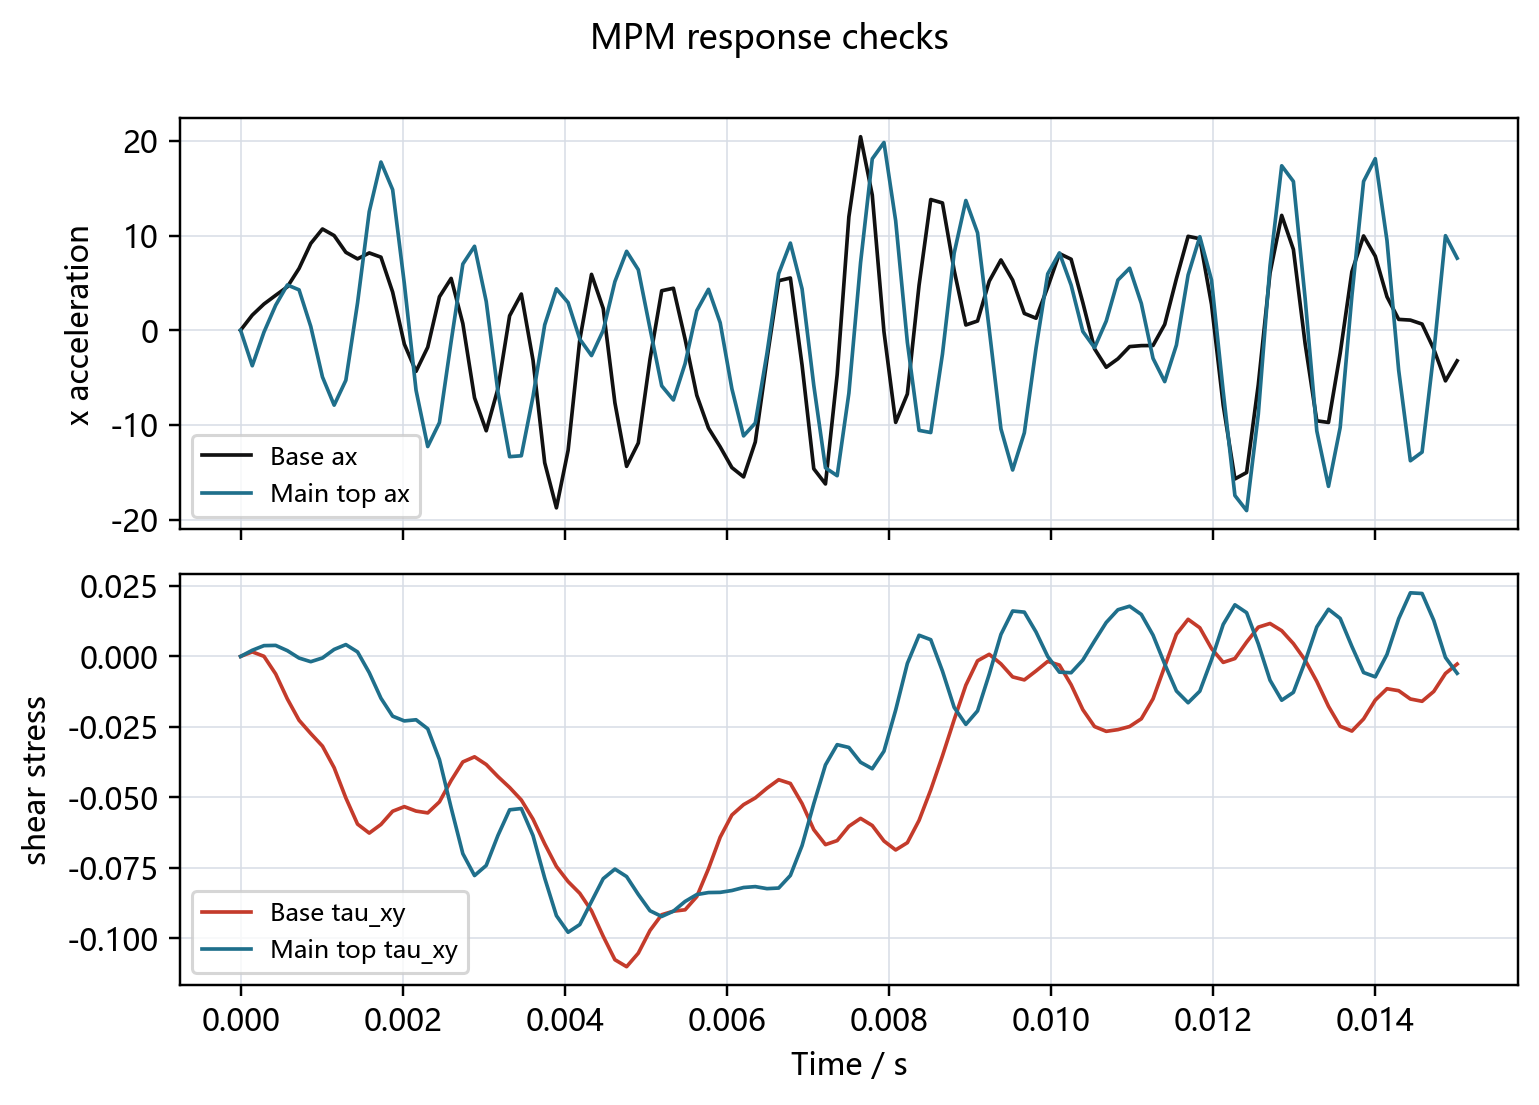 MPM response checks
20
10
0
-10
-20
x acceleration
Base ax
Main top ax
0.025
0.000
-0.025
-0.050
-0.075
-0.100
shear stress
Base tau_xy
Main top tau_xy
0.000 0.002 0.004 0.006 0.008 0.010 0.012 0.014
Time / s